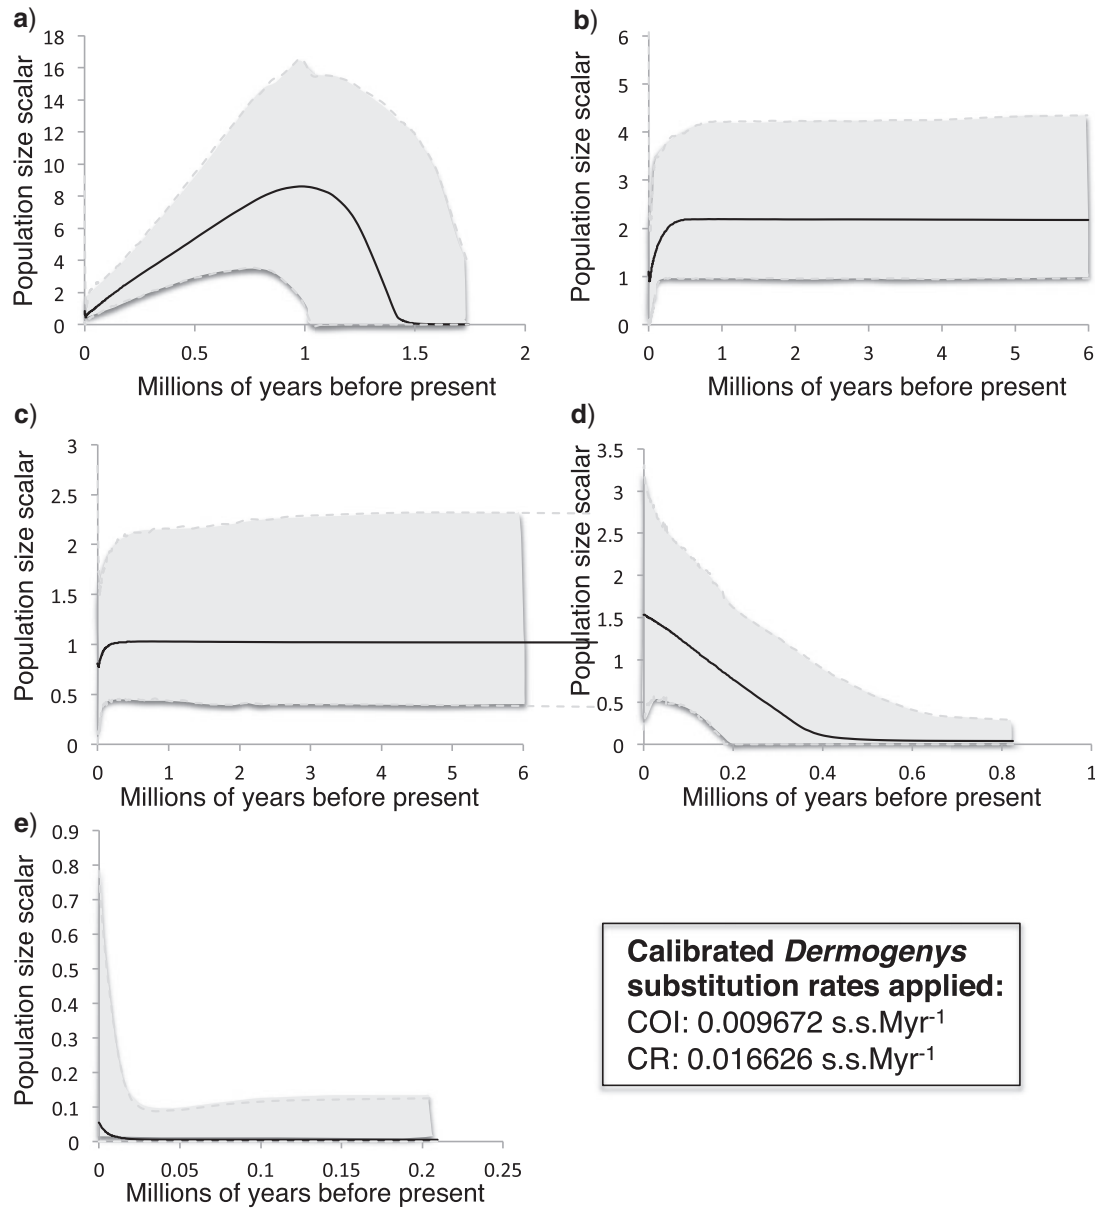 a)
Population size scalar
18
16
14
12
10
8
6
4
2
0
0 0.5 1 1.5 2
Millions of years before present
b)
Population size scalar
6
5
4
3
2
1
0
0 1 2 3 4 5 6
Millions of years before present
c)
Population size scalar
3
2.5
2
1.5
1
0.5
0
0 1 2 3 4 5 6
Millions of years before present
d)
Population size scalar
3.5
3
2.5
2
1.5
1
0.5
0
0 0.2 0.4 0.6 0.8 1
Millions of years before present
e)
Population size scalar
0.9
0.8
0.7
0.6
0.5
0.4
0.3
0.2
0.1
0
0 0.05 0.1 0.15 0.2 0.25
Millions of years before present
Calibrated Dermogenys
substitution rates applied:
COI: 0.009672 s.s.Myr⁻¹
CR: 0.016626 s.s.Myr⁻¹